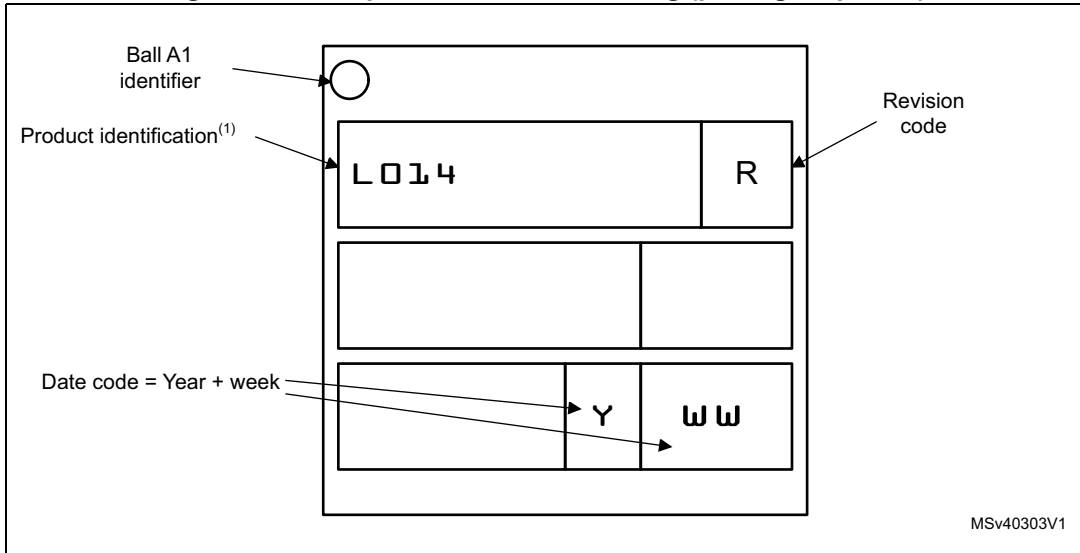 Ball A1
identifier
Product identification(1)
Revision
code
L014
R
Date code = Year + week
Y
WW
MSv40303V1